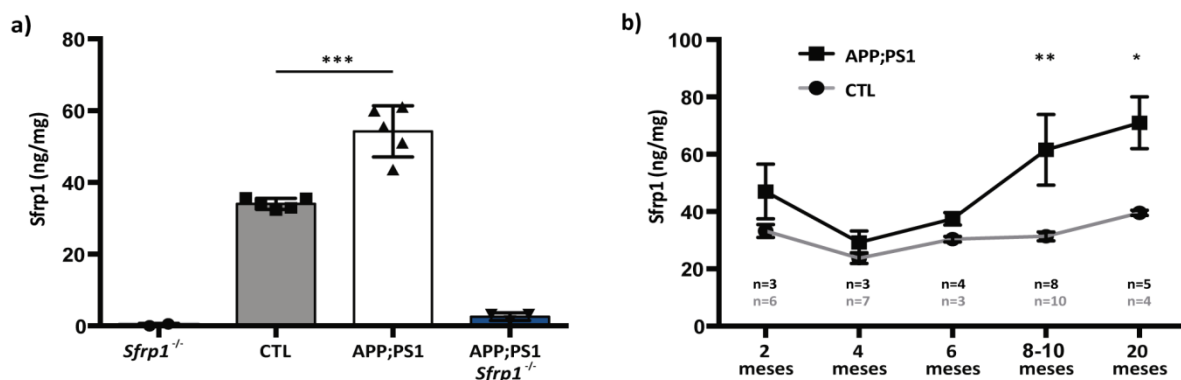 a)
80
60
40
20
0
Sfrp1 (ng/mg)
***
Sfrp1 -/-
CTL
APP;PS1
APP;PS1
Sfrp1 -/-
b)
100
80
60
40
20
0
Sfrp1 (ng/mg)
APP;PS1
CTL
** *
n=3 n=3 n=4 n=8 n=5
n=6 n=7 n=3 n=10 n=4
2 4 6 8-10 20
meses meses meses meses meses